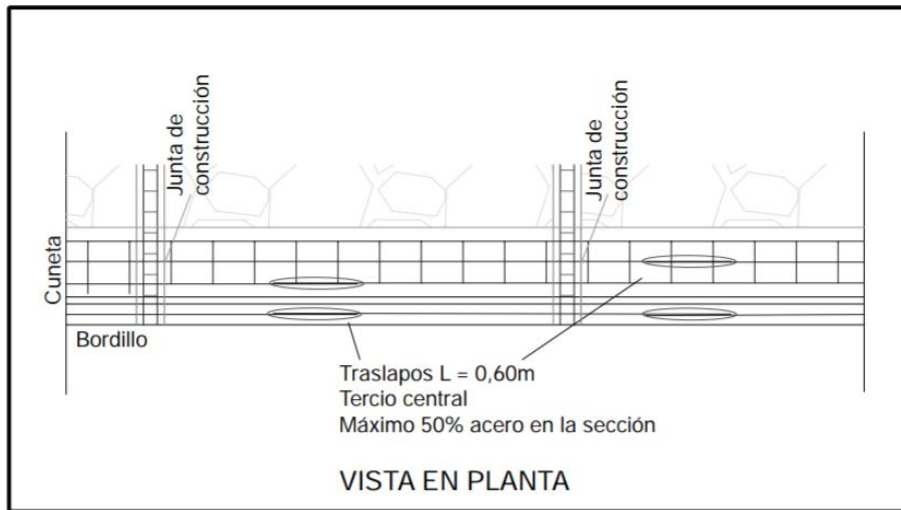 Junta de
construcción
Junta de
construcción
Cuneta
Bordillo
Traslapos L = 0,60m
Tercio central
Máximo 50% acero en la sección
VISTA EN PLANTA